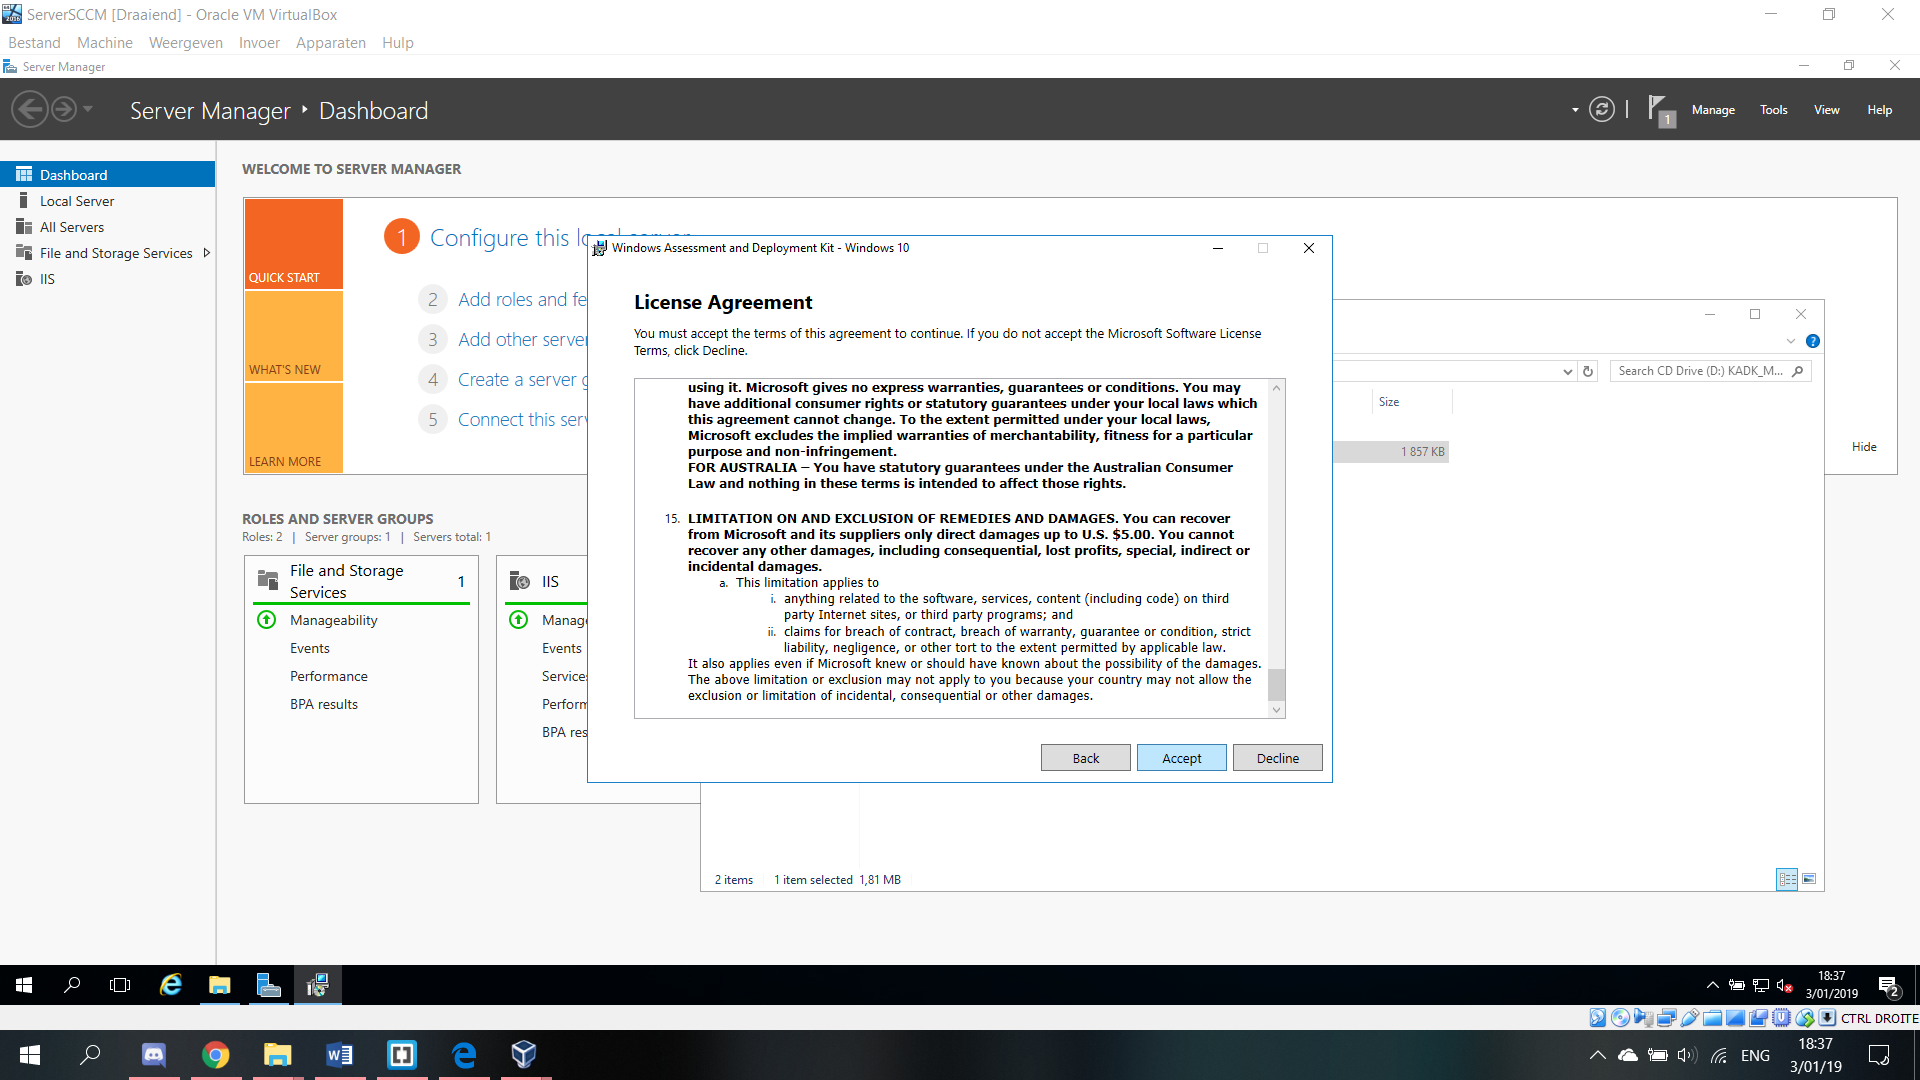 ServerSCCM [Draaiend] - Oracle VM VirtualBox
Bestand Machine Weergeven Invoer Apparaten Hulp
Server Manager
Server Manager Dashboard
1
Manage Tools View Help
Dashboard
Local Server
All Servers
File and Storage Services
IIS
WELCOME TO SERVER MANAGER
QUICK START
WHAT'S NEW
LEARN MORE
1 Configure this local server
2 Add roles and fe
3 Add other server
4 Create a server g
5 Connect this serv
Hide
ROLES AND SERVER GROUPS
Roles: 2 | Server groups: 1 | Servers total: 1
File and Storage
Services
1
Manageability
Events
Performance
BPA results
IIS
Manage
Events
Services
Perform
BPA res
Windows Assessment and Deployment Kit - Windows 10
License Agreement
You must accept the terms of this agreement to continue. If you do not accept the Microsoft Software License
Terms, click Decline.
using it. Microsoft gives no express warranties, guarantees or conditions. You may
have additional consumer rights or statutory guarantees under your local laws which
this agreement cannot change. To the extent permitted under your local laws,
Microsoft excludes the implied warranties of merchantability, fitness for a particular
purpose and non-infringement.
FOR AUSTRALIA – You have statutory guarantees under the Australian Consumer
Law and nothing in these terms is intended to affect those rights.
15. LIMITATION ON AND EXCLUSION OF REMEDIES AND DAMAGES. You can recover
from Microsoft and its suppliers only direct damages up to U.S. $5.00. You cannot
recover any other damages, including consequential, lost profits, special, indirect or
incidental damages.
a. This limitation applies to
i. anything related to the software, services, content (including code) on third
party Internet sites, or third party programs; and
ii. claims for breach of contract, breach of warranty, guarantee or condition, strict
liability, negligence, or other tort to the extent permitted by applicable law.
It also applies even if Microsoft knew or should have known about the possibility of the damages.
The above limitation or exclusion may not apply to you because your country may not allow the
exclusion or limitation of incidental, consequential or other damages.
Back Accept Decline
Search CD Drive (D:) KADK_M...
Size
1 857 KB
2 items 1 item selected 1,81 MB
18:37
3/01/2019
2
CTRL DROITE
ENG
18:37
3/01/19